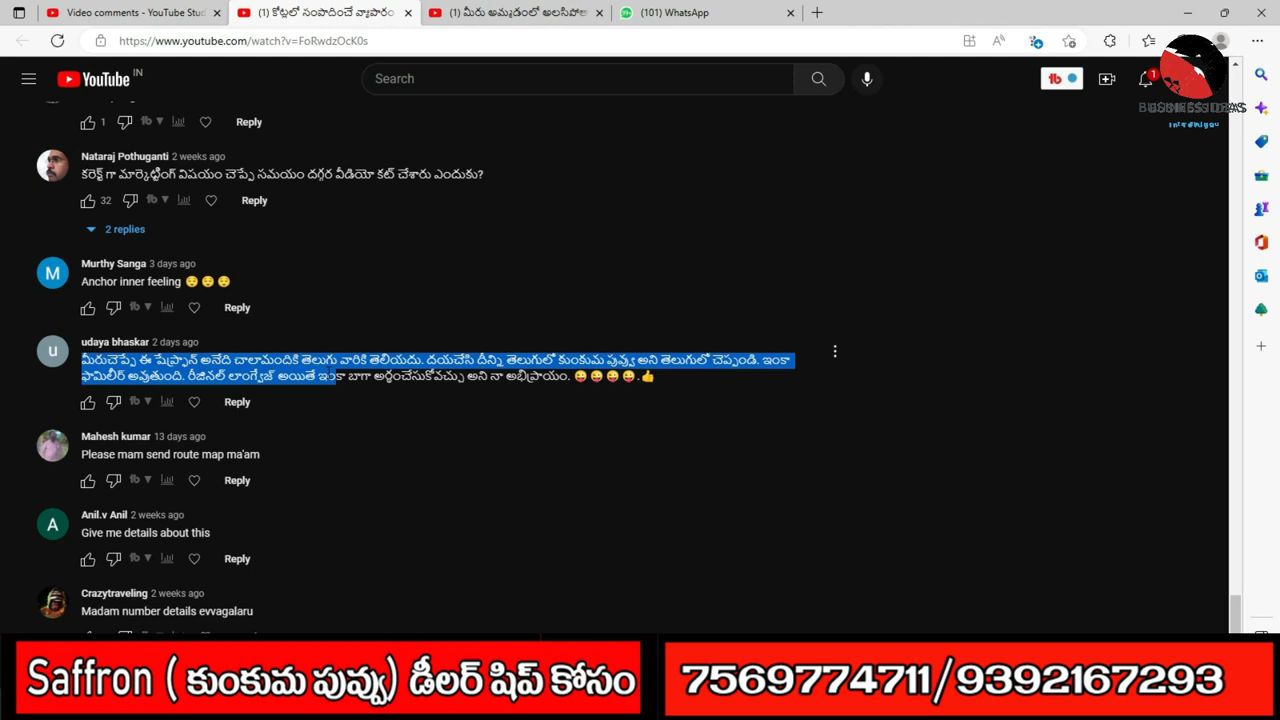 Video comments - YouTube Stud
(1) కోట్లలో సంపాదించే వ్యాపారం
(1) మీరు అమ్మడంలో అలసిపోతా
(101) WhatsApp
https://www.youtube.com/watch?v=FoRwdzOcK0s
YouTube IN
Search
1
BUSINESS IDEAS
1 Reply
Nataraj Pothuganti 2 weeks ago
కరెక్ట్ గా మార్కెట్టింగ్ విషయం చెప్పే సమయం దగ్గర వీడియో కట్ చేశారు ఎందుకు?
32 Reply
2 replies
M
Murthy Sanga 3 days ago
Anchor inner feeling 😌😌😌
Reply
u
udaya bhaskar 2 days ago
మీరుచెప్పే ఈ షేఫ్ఫ్రాన్ అనేది చాలామందికి తెలుగు వారికి తెలీయదు. దయచేసి దీన్ని తెలుగులో కుంకుమ పువ్వు అని తెలుగులో చెప్పండి. ఇంకా
ఫామిలీర్ అవుతుంది. రీజినల్ లాంగ్వేజ్ అయితే ఇంకా బాగా అర్థంచేసుకోవచ్చు అని నా అభిప్రాయం. 😜😜😜😜.👍
Reply
Mahesh kumar 13 days ago
Please mam send route map ma'am
Reply
A
Anil.v Anil 2 weeks ago
Give me details about this
Reply
Crazytraveling 2 weeks ago
Madam number details evvagalaru
Saffron ( కుంకుమ పువ్వు) డీలర్ షిప్ కోసం
7569774711/9392167293